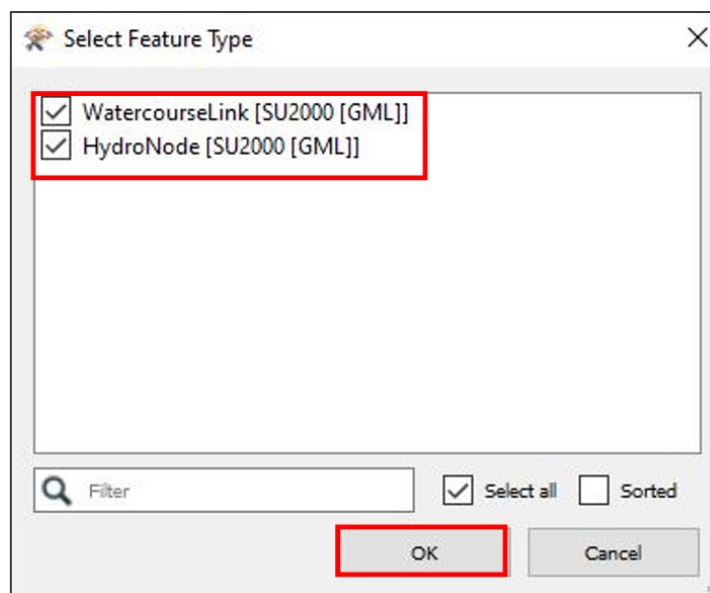 Select Feature Type
WatercourseLink [SU2000 [GML]]
HydroNode [SU2000 [GML]]
Filter
Select all
Sorted
OK
Cancel